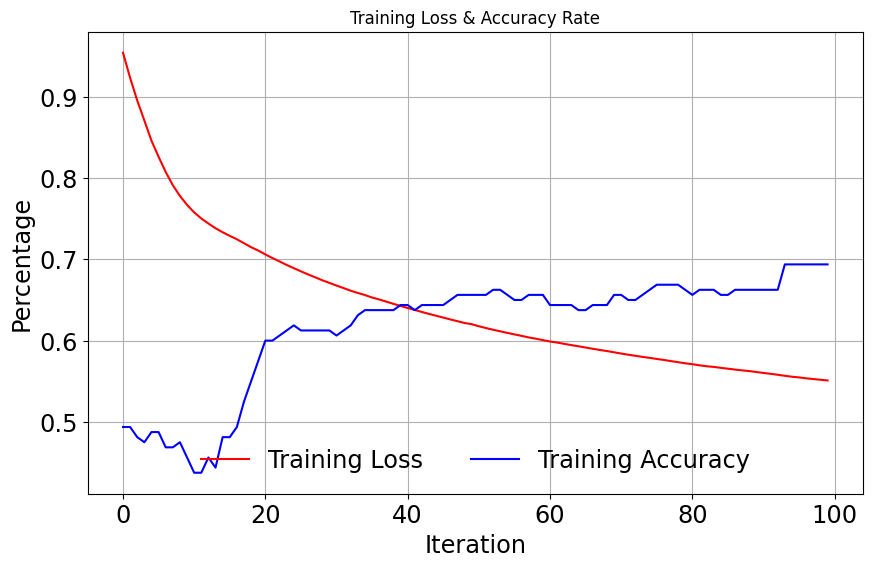 Training Loss & Accuracy Rate
Percentage
0.9
0.8
0.7
0.6
0.5
Training Loss
Training Accuracy
0
20
40
60
80
100
Iteration